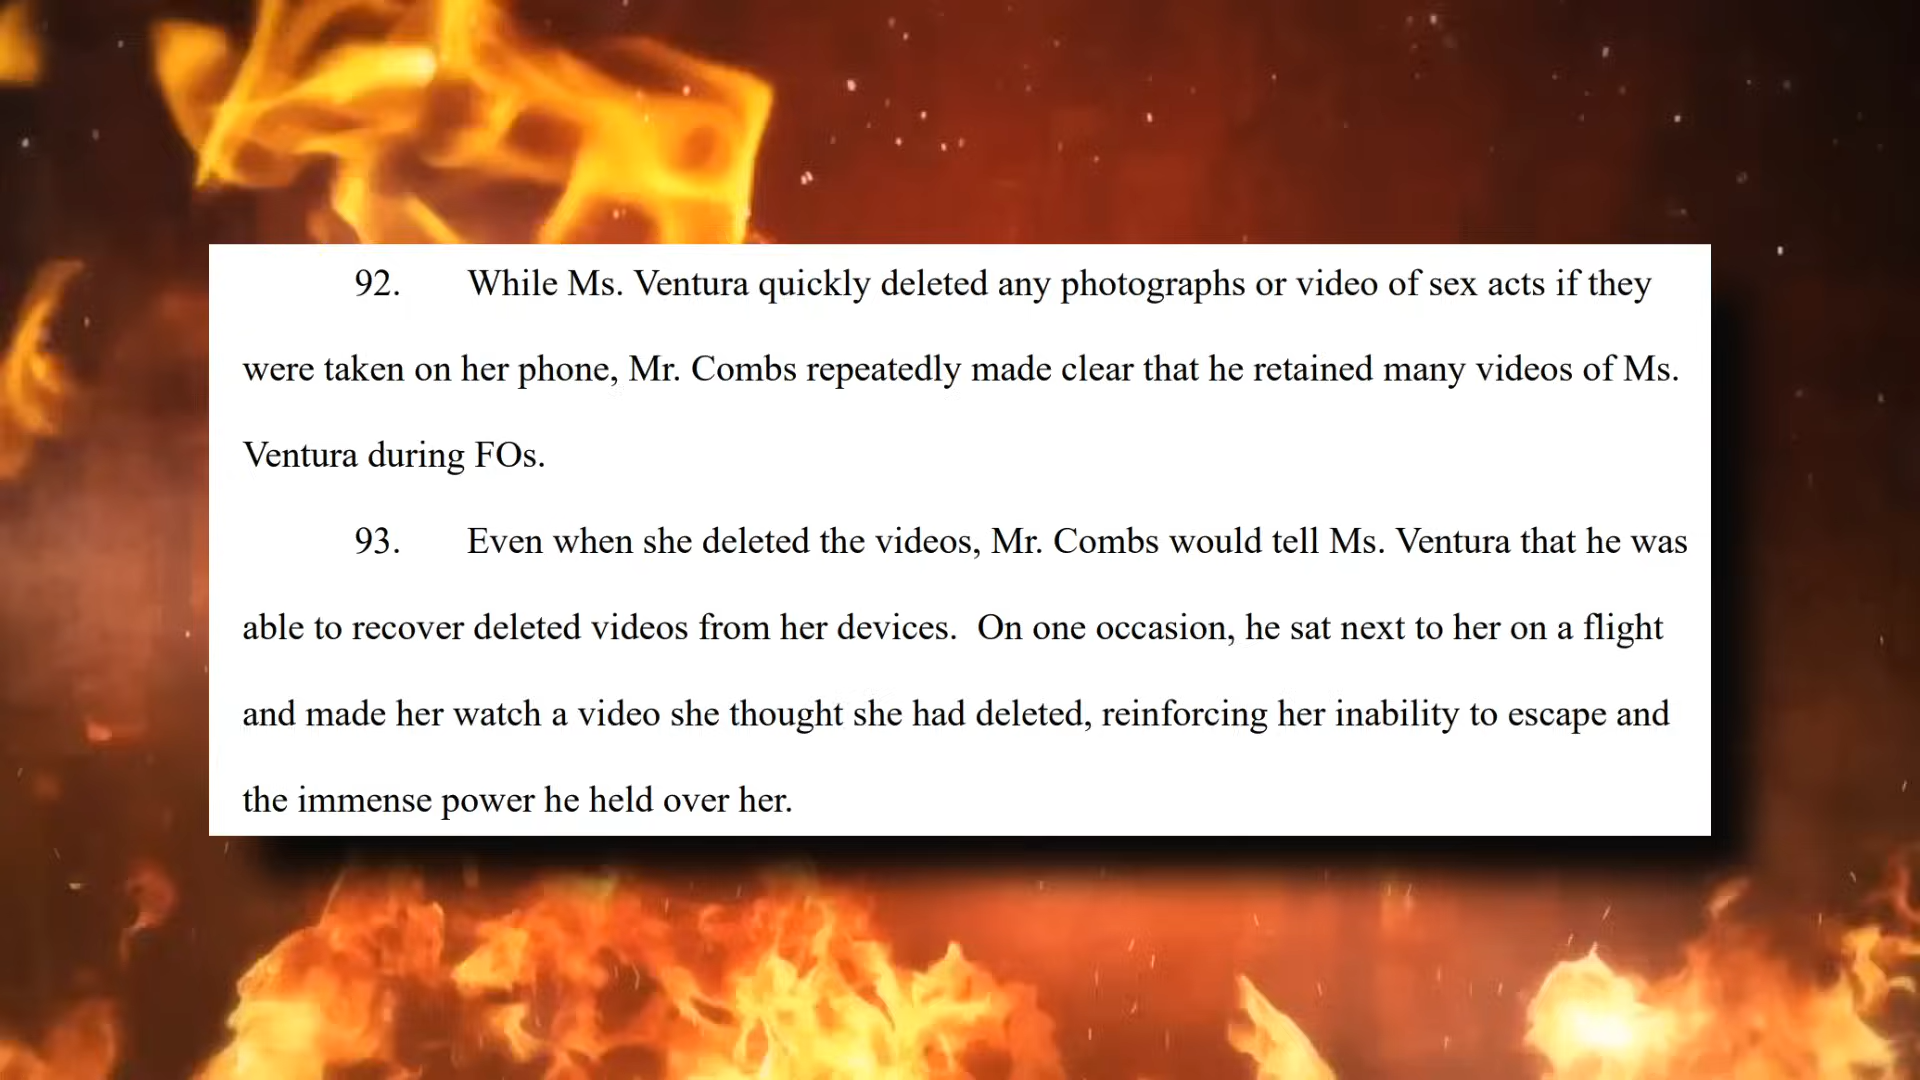 92. While Ms. Ventura quickly deleted any photographs or video of sex acts if they
were taken on her phone, Mr. Combs repeatedly made clear that he retained many videos of Ms.
Ventura during FOs.
93. Even when she deleted the videos, Mr. Combs would tell Ms. Ventura that he was
able to recover deleted videos from her devices. On one occasion, he sat next to her on a flight
and made her watch a video she thought she had deleted, reinforcing her inability to escape and
the immense power he held over her.